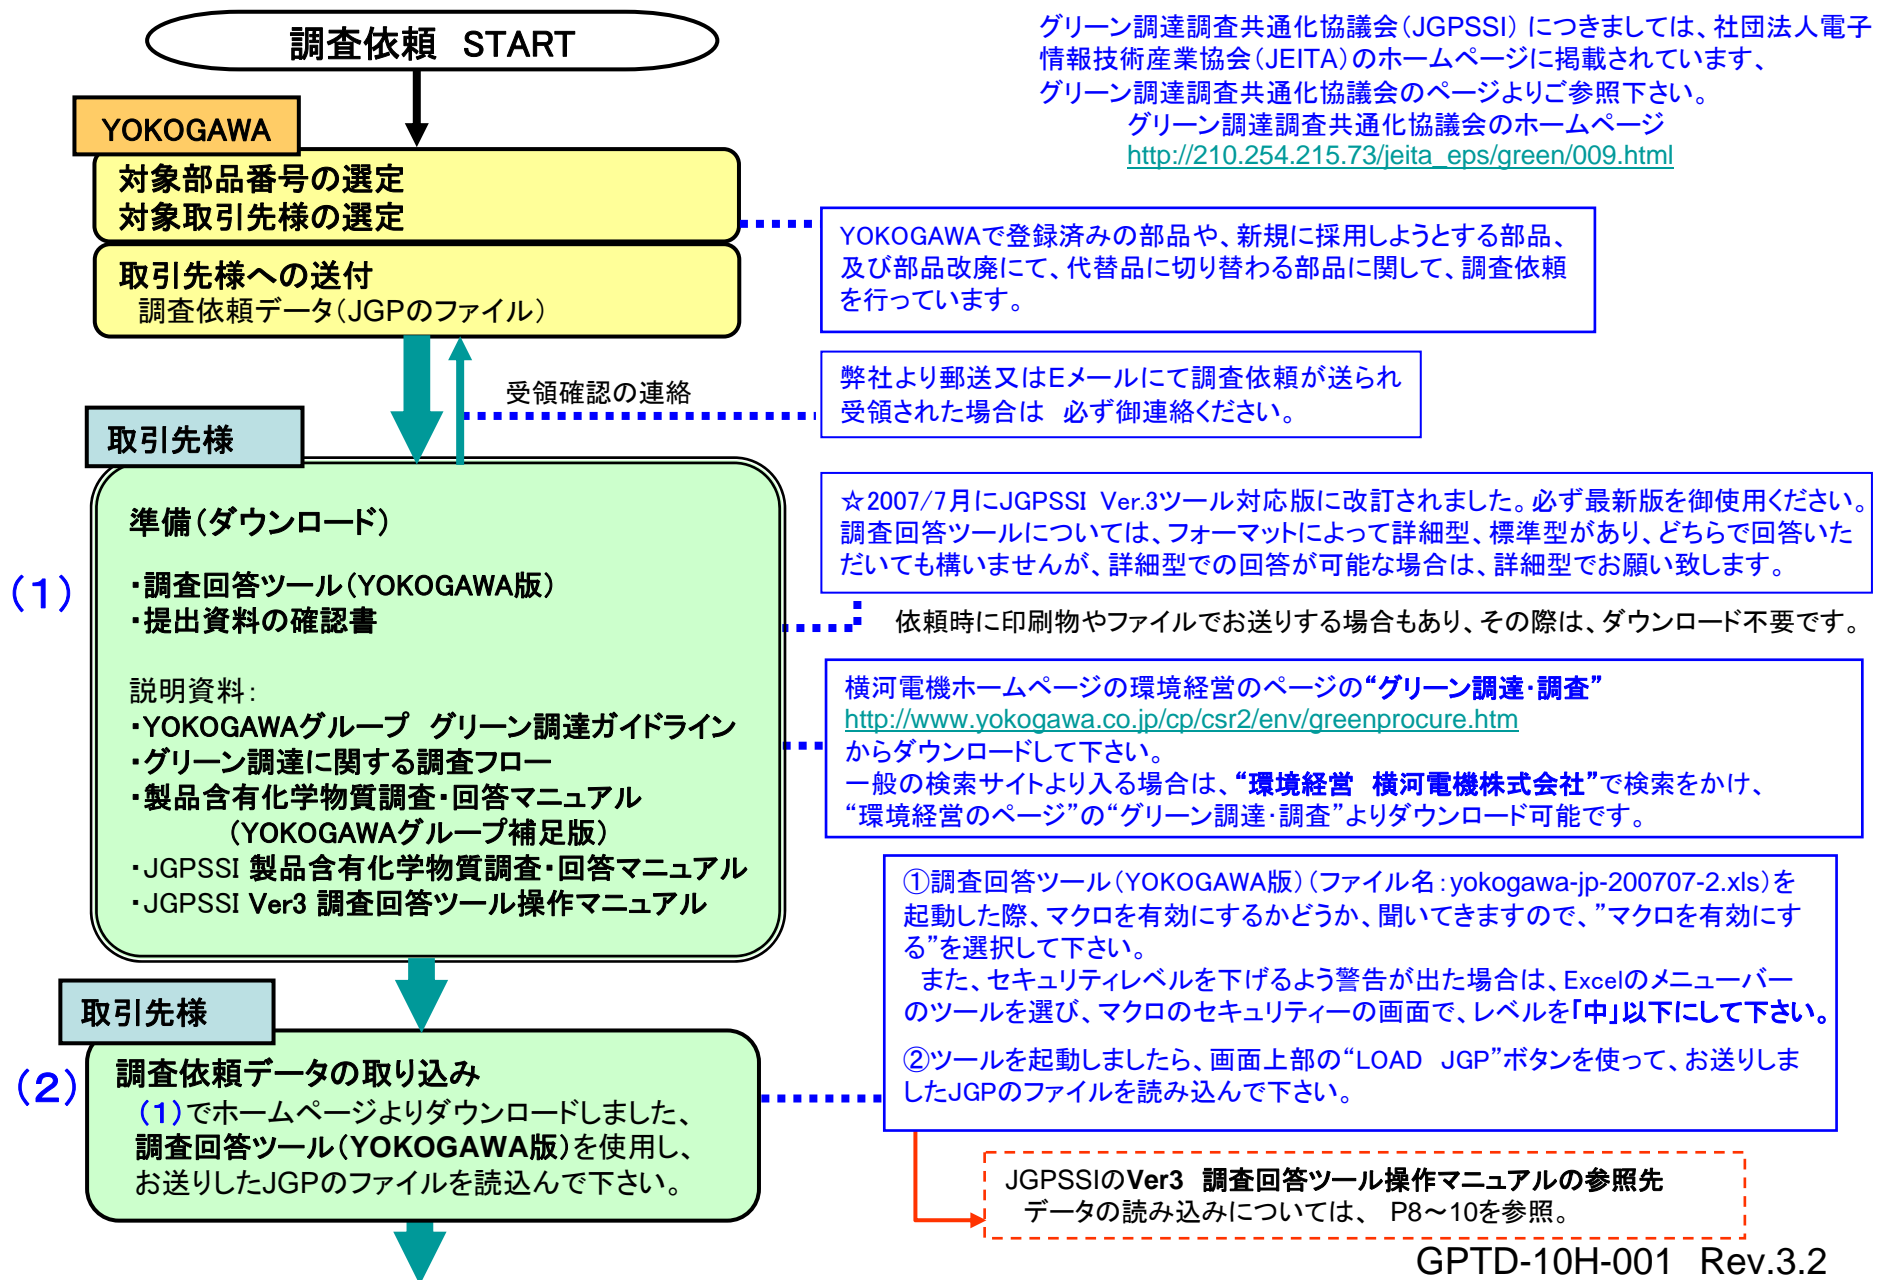 調査依頼　START
グリーン調達調査共通化協議会（JGPSSI）につきましては、社団法人電子
情報技術産業協会（JEITA）のホームページに掲載されています、
グリーン調達調査共通化協議会のページよりご参照下さい。
グリーン調達調査共通化協議会のホームページ
http://210.254.215.73/jeita_eps/green/009.html
YOKOGAWA
対象部品番号の選定
対象取引先様の選定
取引先様への送付
調査依頼データ（JGPのファイル）
YOKOGAWAで登録済みの部品や、新規に採用しようとする部品、
及び部品改廃にて、代替品に切り替わる部品に関して、調査依頼
を行っています。
受領確認の連絡
弊社より郵送又はEメールにて調査依頼が送られ
受領された場合は　必ず御連絡ください。
取引先様
（1）
準備（ダウンロード）
・調査回答ツール（YOKOGAWA版）
・提出資料の確認書
説明資料：
・YOKOGAWAグループ　グリーン調達ガイドライン
・グリーン調達に関する調査フロー
・製品含有化学物質調査・回答マニュアル
（YOKOGAWAグループ補足版）
・JGPSSI 製品含有化学物質調査・回答マニュアル
・JGPSSI Ver3 調査回答ツール操作マニュアル
☆2007/7月にJGPSSI Ver.3ツール対応版に改訂されました。必ず最新版を御使用ください。
調査回答ツールについては、フォーマットによって詳細型、標準型があり、どちらで回答いた
だいても構いませんが、詳細型での回答が可能な場合は、詳細型でお願い致します。
依頼時に印刷物やファイルでお送りする場合もあり、その際は、ダウンロード不要です。
横河電機ホームページの環境経営のページの“グリーン調達・調査”
http://www.yokogawa.co.jp/cp/csr2/env/greenprocure.htm
からダウンロードして下さい。
一般の検索サイトより入る場合は、“環境経営　横河電機株式会社”で検索をかけ、
“環境経営のページ”の“グリーン調達・調査”よりダウンロード可能です。
取引先様
（2）
調査依頼データの取り込み
（1）でホームページよりダウンロードしました、
調査回答ツール（YOKOGAWA版）を使用し、
お送りしたJGPのファイルを読込んで下さい。
①調査回答ツール（YOKOGAWA版）（ファイル名：yokogawa-jp-200707-2.xls）を
起動した際、マクロを有効にするかどうか、聞いてきますので、”マクロを有効にす
る”を選択して下さい。
また、セキュリティレベルを下げるよう警告が出た場合は、Excelのメニューバー
のツールを選び、マクロのセキュリティーの画面で、レベルを「中」以下にして下さい。
②ツールを起動しましたら、画面上部の“LOAD　JGP”ボタンを使って、お送りしま
したJGPのファイルを読み込んで下さい。
JGPSSIのVer3　調査回答ツール操作マニュアルの参照先
データの読み込みについては、 P8～10を参照。
GPTD-10H-001　Rev.3.2